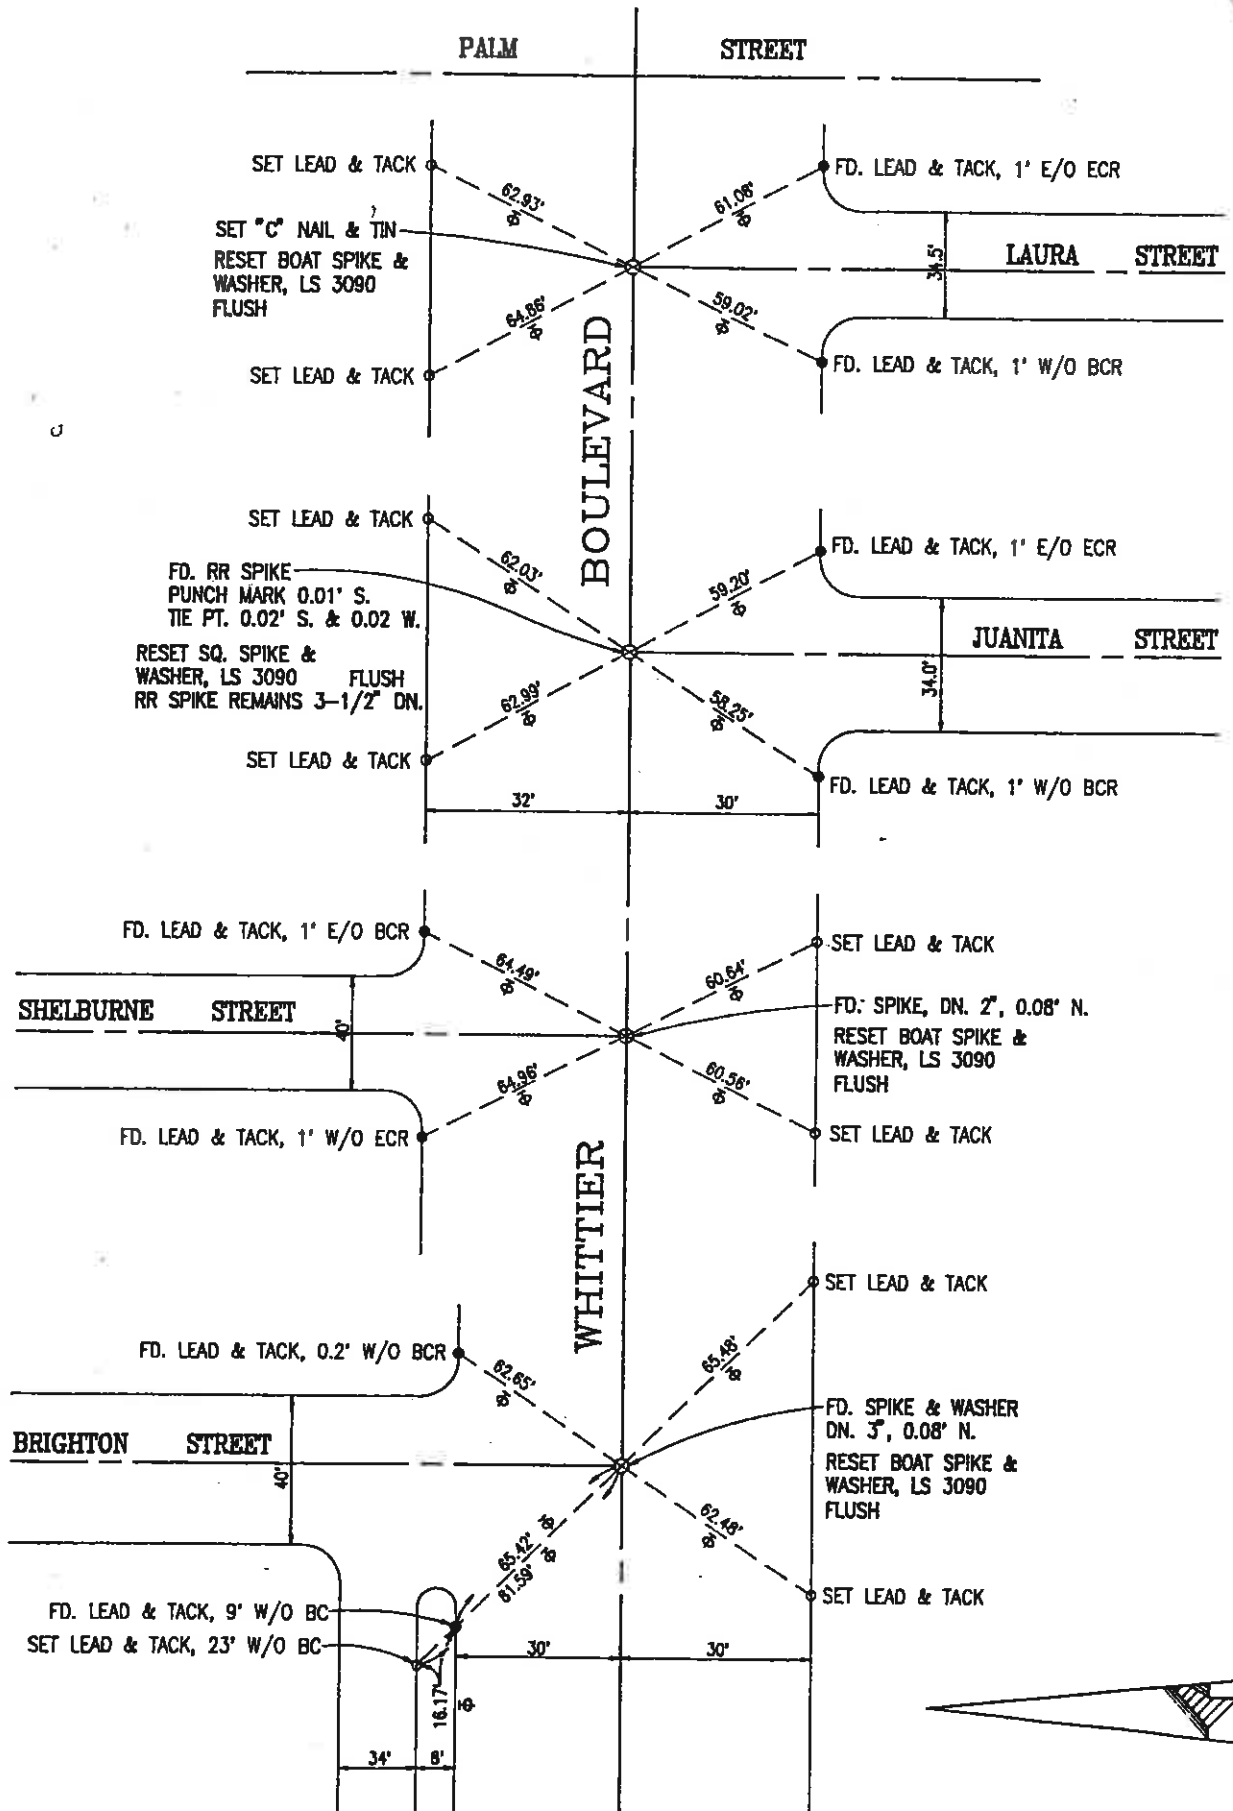 PALM STREET
SET LEAD & TACK
FD. LEAD & TACK, 1' E/O ECR
62.93'
61.08'
SET "C" NAIL & TIN
RESET BOAT SPIKE &
WASHER, LS 3090
FLUSH
34.5'
LAURA STREET
64.86'
59.02'
SET LEAD & TACK
FD. LEAD & TACK, 1' W/O BCR
BOULEVARD
SET LEAD & TACK
FD. LEAD & TACK, 1' E/O ECR
62.03'
59.20'
FD. RR SPIKE
PUNCH MARK 0.01' S.
TIE PT. 0.02' S. & 0.02 W.
RESET SQ. SPIKE &
WASHER, LS 3090 FLUSH
RR SPIKE REMAINS 3-1/2" DN.
JUANITA STREET
34.0'
62.99'
58.25'
SET LEAD & TACK
FD. LEAD & TACK, 1' W/O BCR
32'
30'
FD. LEAD & TACK, 1' E/O BCR
SET LEAD & TACK
64.49'
60.64'
SHELBURNE STREET
40'
FD. SPIKE, DN. 2", 0.08' N.
RESET BOAT SPIKE &
WASHER, LS 3090
FLUSH
64.96'
60.56'
FD. LEAD & TACK, 1' W/O ECR
SET LEAD & TACK
WHITTIER
SET LEAD & TACK
FD. LEAD & TACK, 0.2' W/O BCR
62.65'
65.48'
FD. SPIKE & WASHER
DN. 3", 0.08' N.
RESET BOAT SPIKE &
WASHER, LS 3090
FLUSH
BRIGHTON STREET
40'
65.42'
81.59'
62.48'
SET LEAD & TACK
FD. LEAD & TACK, 9' W/O BC
SET LEAD & TACK, 23' W/O BC
30'
30'
16.17'
34'
8'